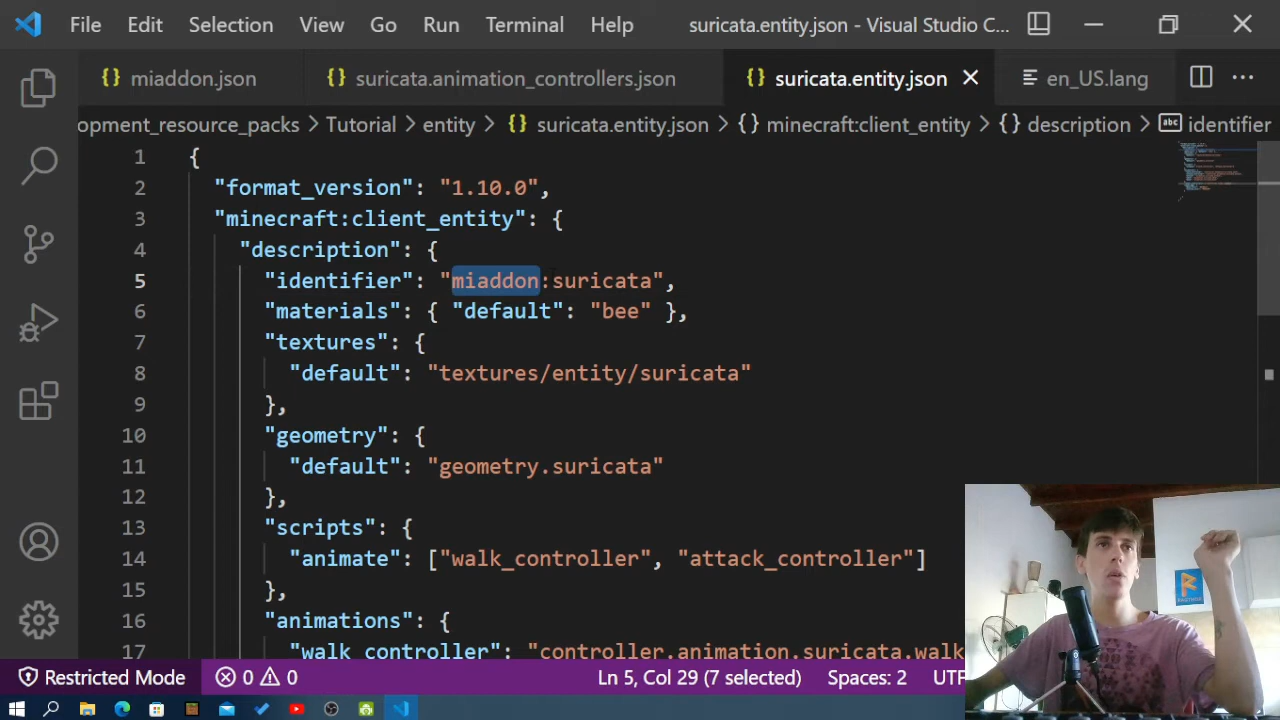 File Edit Selection View Go Run Terminal Help suricata.entity.json - Visual Studio C...
{} miaddon.json {} suricata.animation_controllers.json {} suricata.entity.json en_US.lang
opment_resource_packs > Tutorial > entity > {} suricata.entity.json > {} minecraft:client_entity > {} description > abc identifier
1 {
2 "format_version": "1.10.0",
3 "minecraft:client_entity": {
4 "description": {
5 "identifier": "miaddon:suricata",
6 "materials": { "default": "bee" },
7 "textures": {
8 "default": "textures/entity/suricata"
9 },
10 "geometry": {
11 "default": "geometry.suricata"
12 },
13 "scripts": {
14 "animate": ["walk_controller", "attack_controller"]
15 },
16 "animations": {
17 "walk_controller": "controller.animation.suricata.walk
Restricted Mode 0 0 Ln 5, Col 29 (7 selected) Spaces: 2 UTF